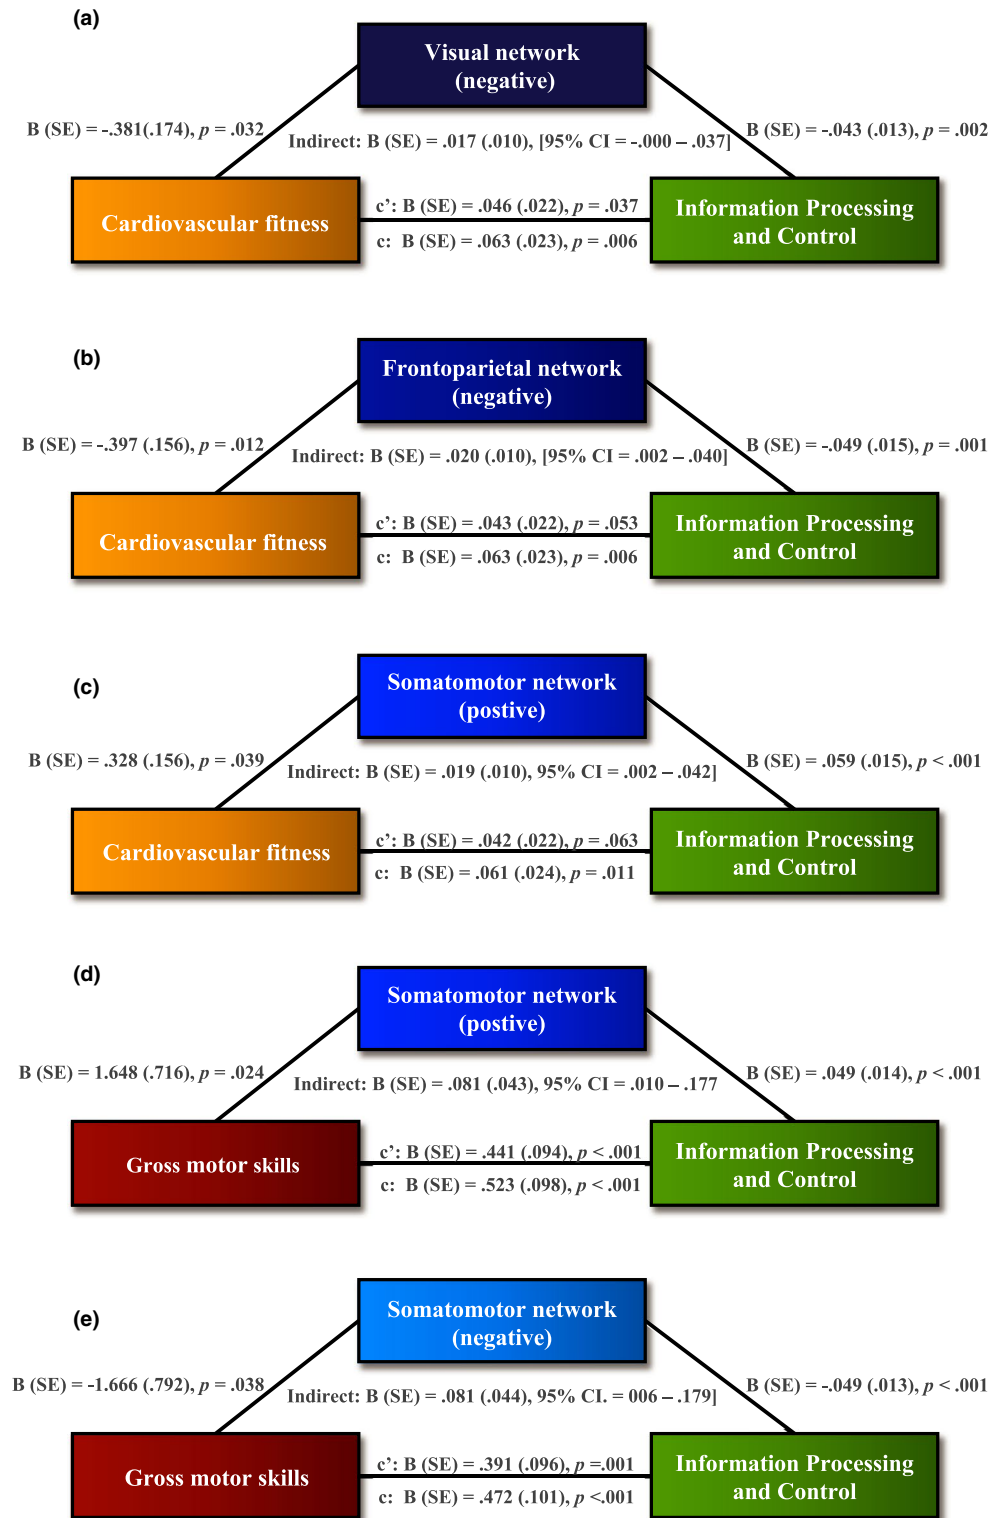 (a)
Visual network
(negative)
B (SE) = -.381(.174), p = .032
B (SE) = -.043 (.013), p = .002
Indirect: B (SE) = .017 (.010), [95% CI = -.000 – .037]
Cardiovascular fitness
c’: B (SE) = .046 (.022), p = .037
c: B (SE) = .063 (.023), p = .006
Information Processing
and Control
(b)
Frontoparietal network
(negative)
B (SE) = -.397 (.156), p = .012
B (SE) = -.049 (.015), p = .001
Indirect: B (SE) = .020 (.010), [95% CI = .002 – .040]
Cardiovascular fitness
c’: B (SE) = .043 (.022), p = .053
c: B (SE) = .063 (.023), p = .006
Information Processing
and Control
(c)
Somatomotor network
(postive)
B (SE) = .328 (.156), p = .039
B (SE) = .059 (.015), p < .001
Indirect: B (SE) = .019 (.010), 95% CI = .002 – .042]
Cardiovascular fitness
c’: B (SE) = .042 (.022), p = .063
c: B (SE) = .061 (.024), p = .011
Information Processing
and Control
(d)
Somatomotor network
(postive)
B (SE) = 1.648 (.716), p = .024
B (SE) = .049 (.014), p < .001
Indirect: B (SE) = .081 (.043), 95% CI = .010 – .177
Gross motor skills
c’: B (SE) = .441 (.094), p < .001
c: B (SE) = .523 (.098), p < .001
Information Processing
and Control
(e)
Somatomotor network
(negative)
B (SE) = -1.666 (.792), p = .038
B (SE) = -.049 (.013), p < .001
Indirect: B (SE) = .081 (.044), 95% CI. = 006 – .179]
Gross motor skills
c’: B (SE) = .391 (.096), p =.001
c: B (SE) = .472 (.101), p <.001
Information Processing
and Control